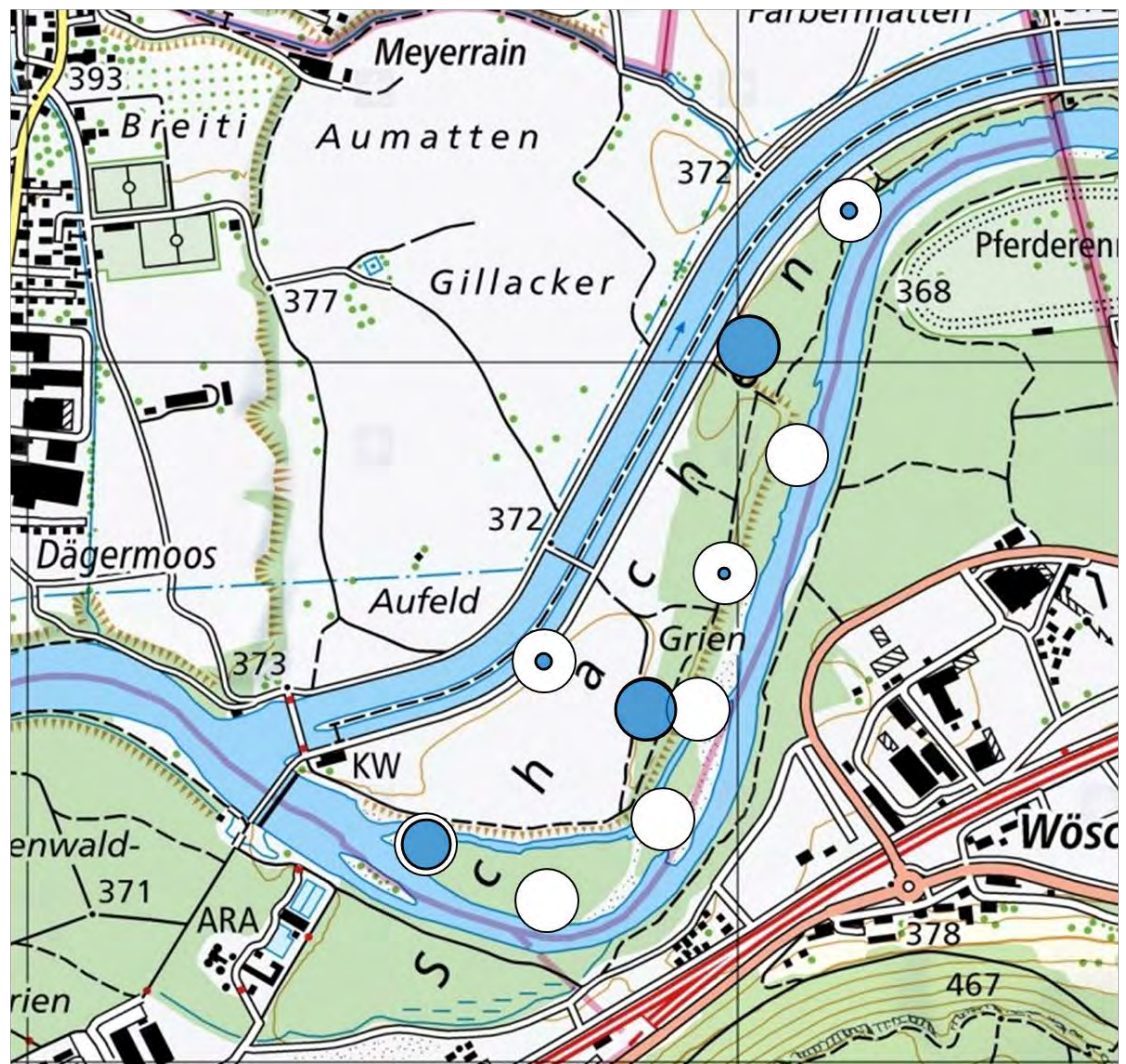 Meyerrain
393
Breiti
Aumatten
372
Pferderenn
Gillacker
368
377
372
Dägermoos
Aufeld
Grien
373
KW
Schachen
enwald-
371
ARA
Wösc
378
467
rien